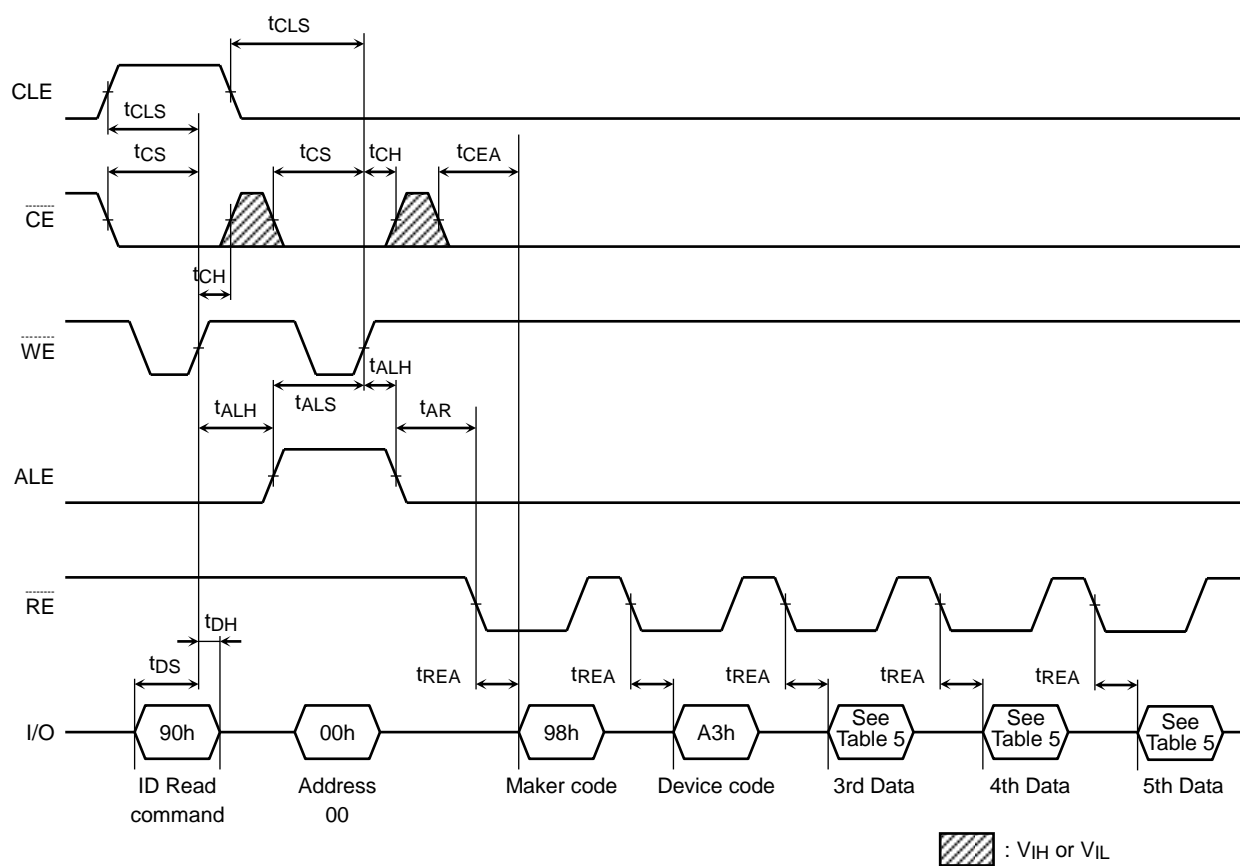 tCLS
CLE
tCLS
tCS
tCS
tCH
tCEA
CE
tCH
WE
tALH
tALS
tALH
tAR
ALE
RE
tDH
tDS
tREA
tREA
tREA
tREA
tREA
I/O
90h
00h
98h
A3h
See
Table 5
See
Table 5
See
Table 5
ID Read
command
Address
00
Maker code
Device code
3rd Data
4th Data
5th Data
: VIH or VIL